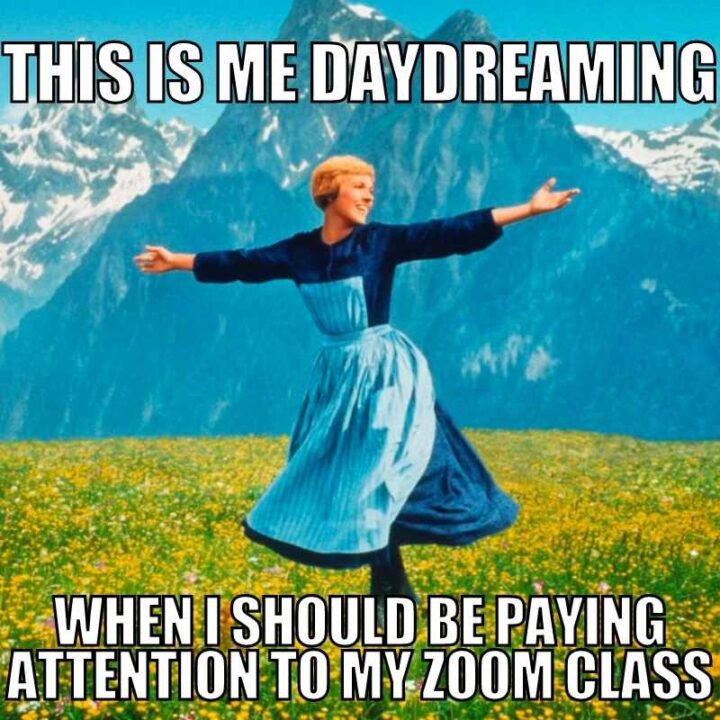 THIS IS ME DAYDREAMING
WHEN I SHOULD BE PAYING
ATTENTION TO MY ZOOM CLASS